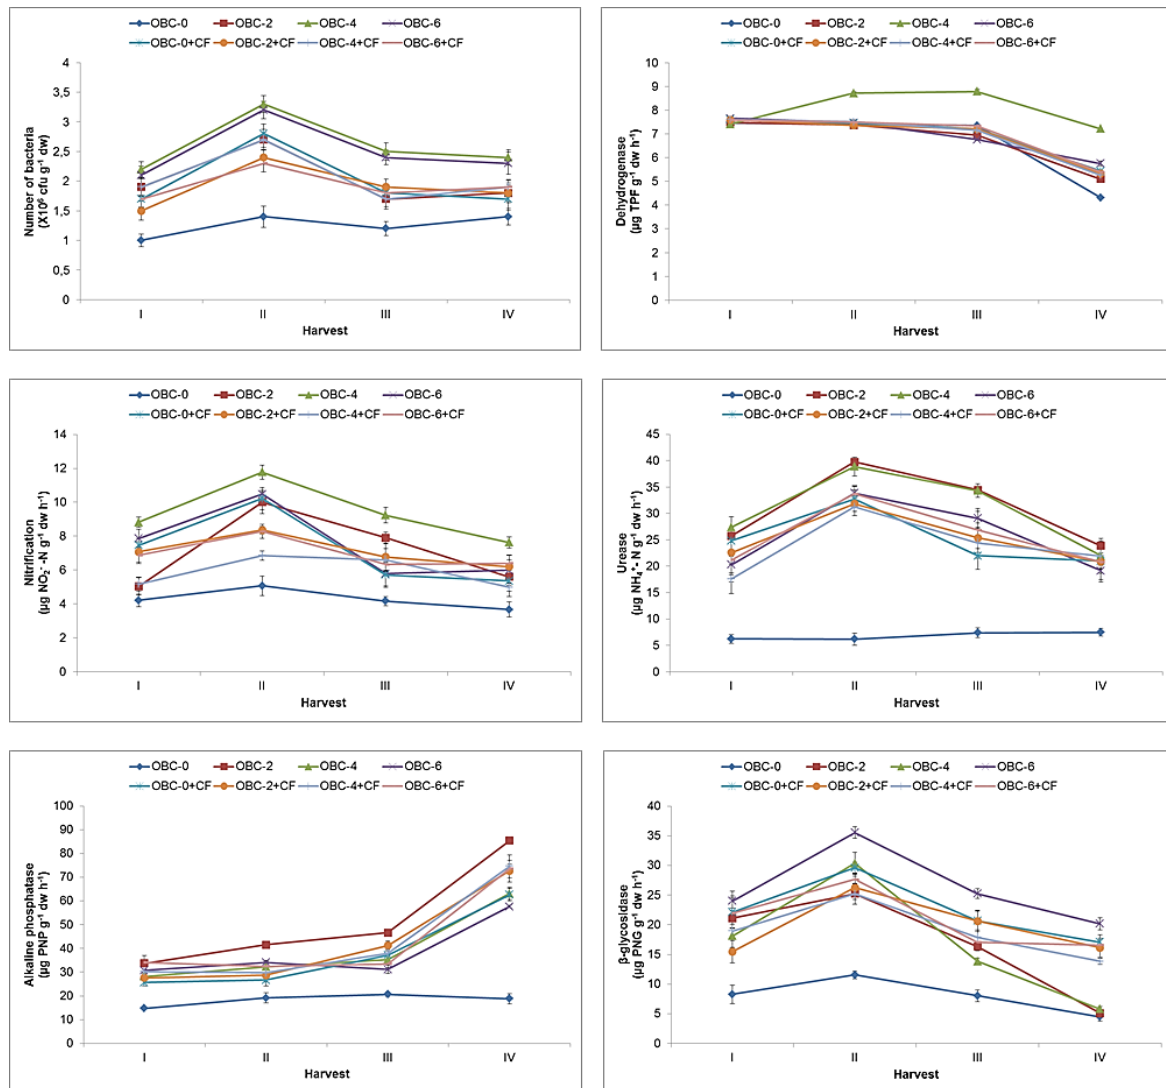 OBC-0 OBC-2 OBC-4 OBC-6
OBC-0+CF OBC-2+CF OBC-4+CF OBC-6+CF
Number of bacteria
(X10⁶ cfu g⁻¹ dw)
4
3,5
3
2,5
2
1,5
1
0,5
0
I II III IV
Harvest
OBC-0 OBC-2 OBC-4 OBC-6
OBC-0+CF OBC-2+CF OBC-4+CF OBC-6+CF
Dehydrogenase
(µg TPF g⁻¹ dw h⁻¹)
10
9
8
7
6
5
4
3
2
1
0
I II III IV
Harvest
OBC-0 OBC-2 OBC-4 OBC-6
OBC-0+CF OBC-2+CF OBC-4+CF OBC-6+CF
Nitrification
(µg NO₂⁻ -N g⁻¹ dw h⁻¹)
14
12
10
8
6
4
2
0
I II III IV
Harvest
OBC-0 OBC-2 OBC-4 OBC-6
OBC-0+CF OBC-2+CF OBC-4+CF OBC-6+CF
Urease
(µg NH₄⁺- N g⁻¹ dw h⁻¹)
45
40
35
30
25
20
15
10
5
0
I II III IV
Harvest
OBC-0 OBC-2 OBC-4 OBC-6
OBC-0+CF OBC-2+CF OBC-4+CF OBC-6+CF
Alkaline phosphatase
(µg PNP g⁻¹ dw h⁻¹)
100
90
80
70
60
50
40
30
20
10
0
I II III IV
Harvest
OBC-0 OBC-2 OBC-4 OBC-6
OBC-0+CF OBC-2+CF OBC-4+CF OBC-6+CF
β-glycosidase
(µg PNG g⁻¹ dw h⁻¹)
40
35
30
25
20
15
10
5
0
I II III IV
Harvest